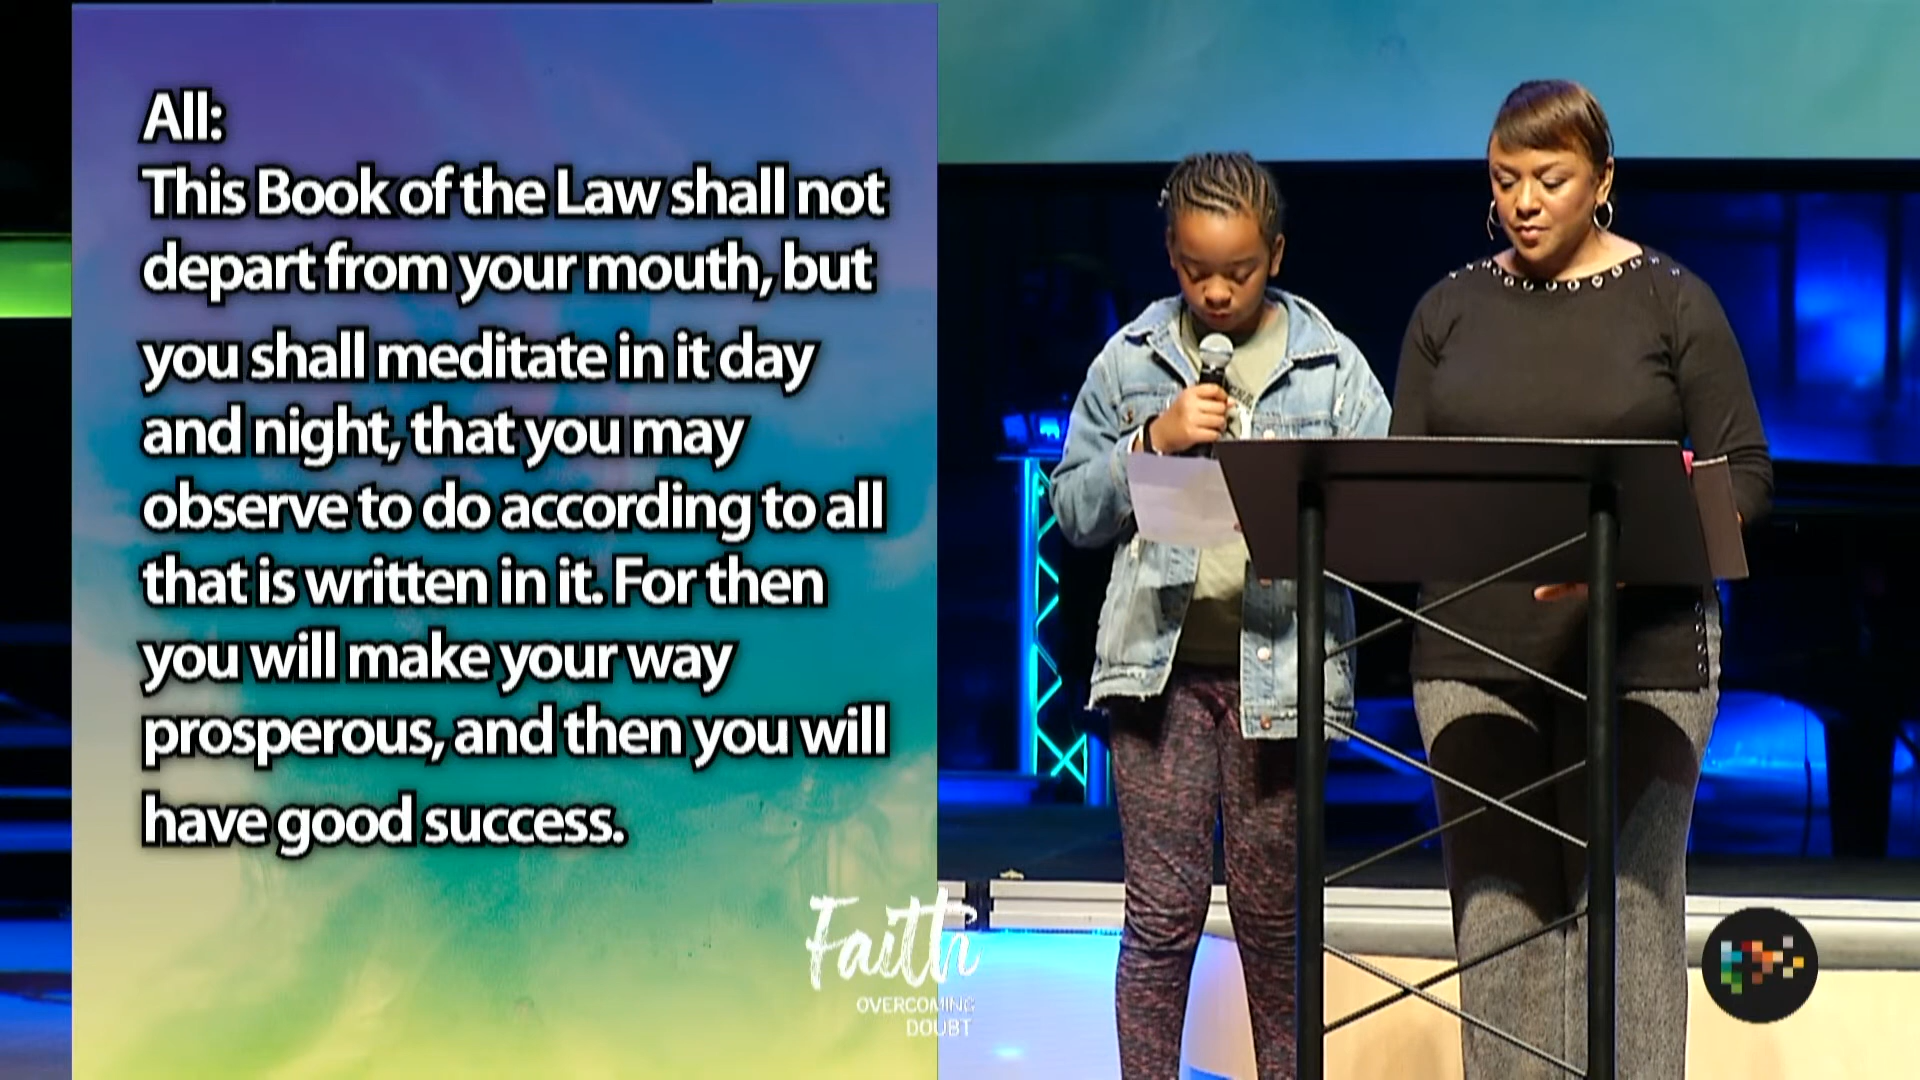 All:
This Book of the Law shall not
depart from your mouth, but
you shall meditate in it day
and night, that you may
observe to do according to all
that is written in it. For then
you will make your way
prosperous, and then you will
have good success.
Faith
OVERCOMING
DOUBT